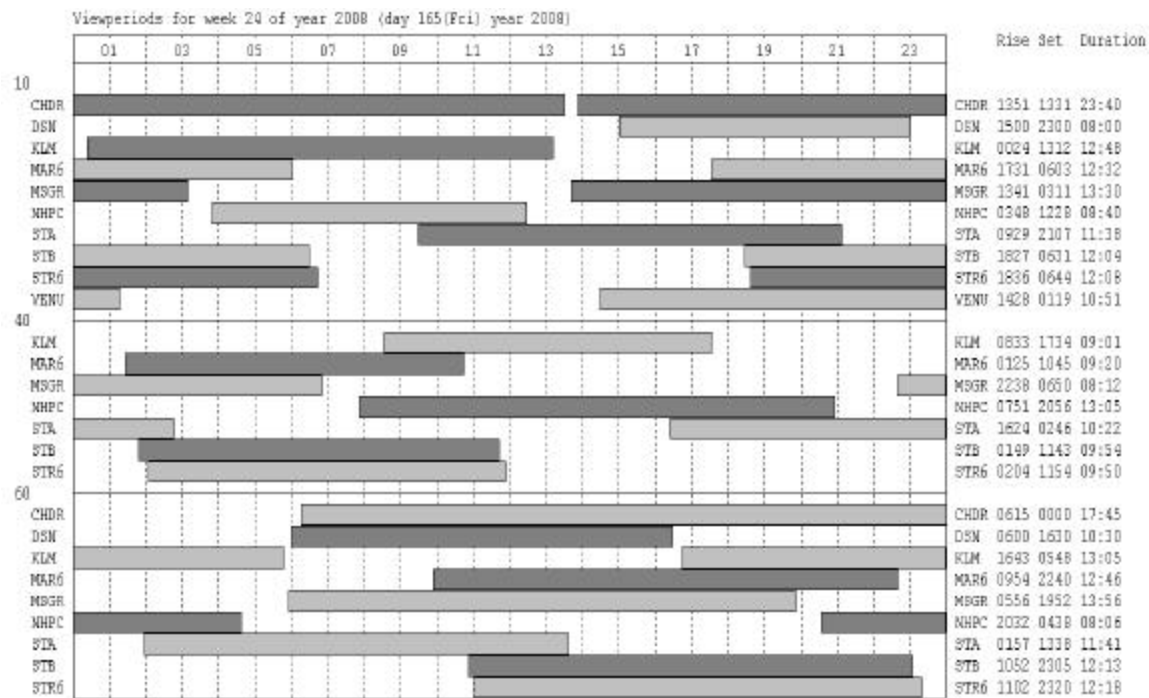 Viewperiods for week 24 of year 2008 (day 165(Fri) year 2008)
01 03 05 07 09 11 13 15 17 19 21 23 Rise Set Duration
10
CHDR CHDR 1351 1331 23:40
DSN DSN 1500 2300 08:00
KLM KLM 0024 1312 12:48
MAR6 MAR6 1731 0603 12:32
MSGR MSGR 1341 0311 13:30
NHPC NHPC 0348 1228 08:40
STA STA 0929 2107 11:38
STB STB 1827 0631 12:04
STR6 STR6 1836 0644 12:08
VENU VENU 1428 0119 10:51
40
KLM KLM 0833 1734 09:01
MAR6 MAR6 0125 1045 09:20
MSGR MSGR 2238 0650 08:12
NHPC NHPC 0751 2056 13:05
STA STA 1624 0246 10:22
STB STB 0149 1143 09:54
STR6 STR6 0204 1154 09:50
60
CHDR CHDR 0615 0000 17:45
DSN DSN 0600 1630 10:30
KLM KLM 1643 0548 13:05
MAR6 MAR6 0954 2240 12:46
MSGR MSGR 0556 1952 13:56
NHPC NHPC 2032 0438 08:06
STA STA 0157 1338 11:41
STB STB 1052 2305 12:13
STR6 STR6 1102 2320 12:18